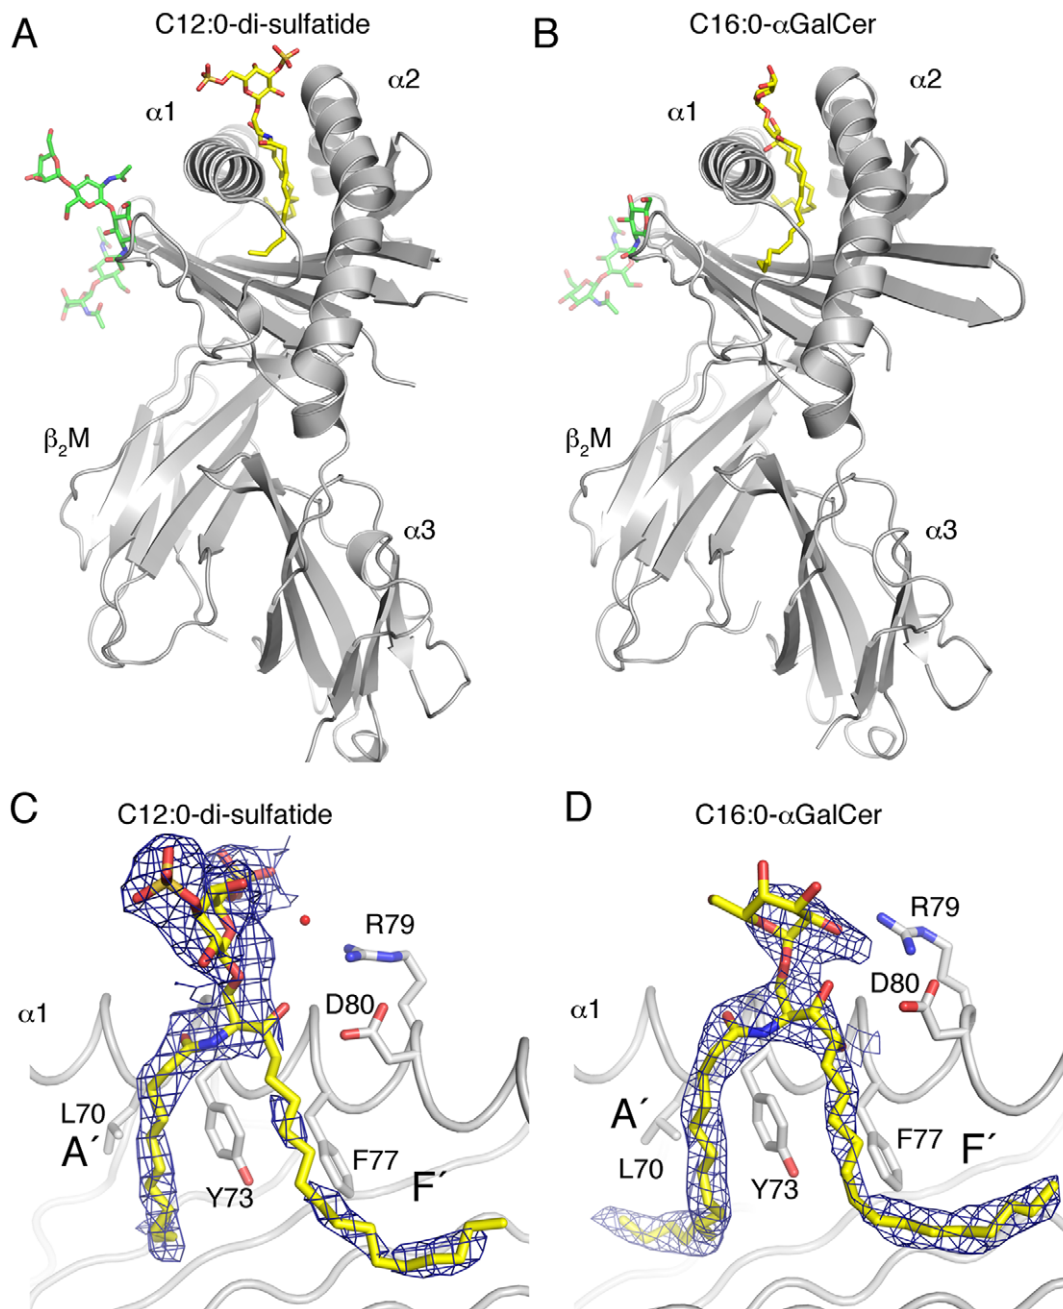 A
C12:0-di-sulfatide
α1
α2
β₂M
α3
B
C16:0-αGalCer
α1
α2
β₂M
α3
C
C12:0-di-sulfatide
R79
D80
α1
L70
A´
Y73
F77
F´
D
C16:0-αGalCer
R79
D80
α1
A´
L70
Y73
F77
F´